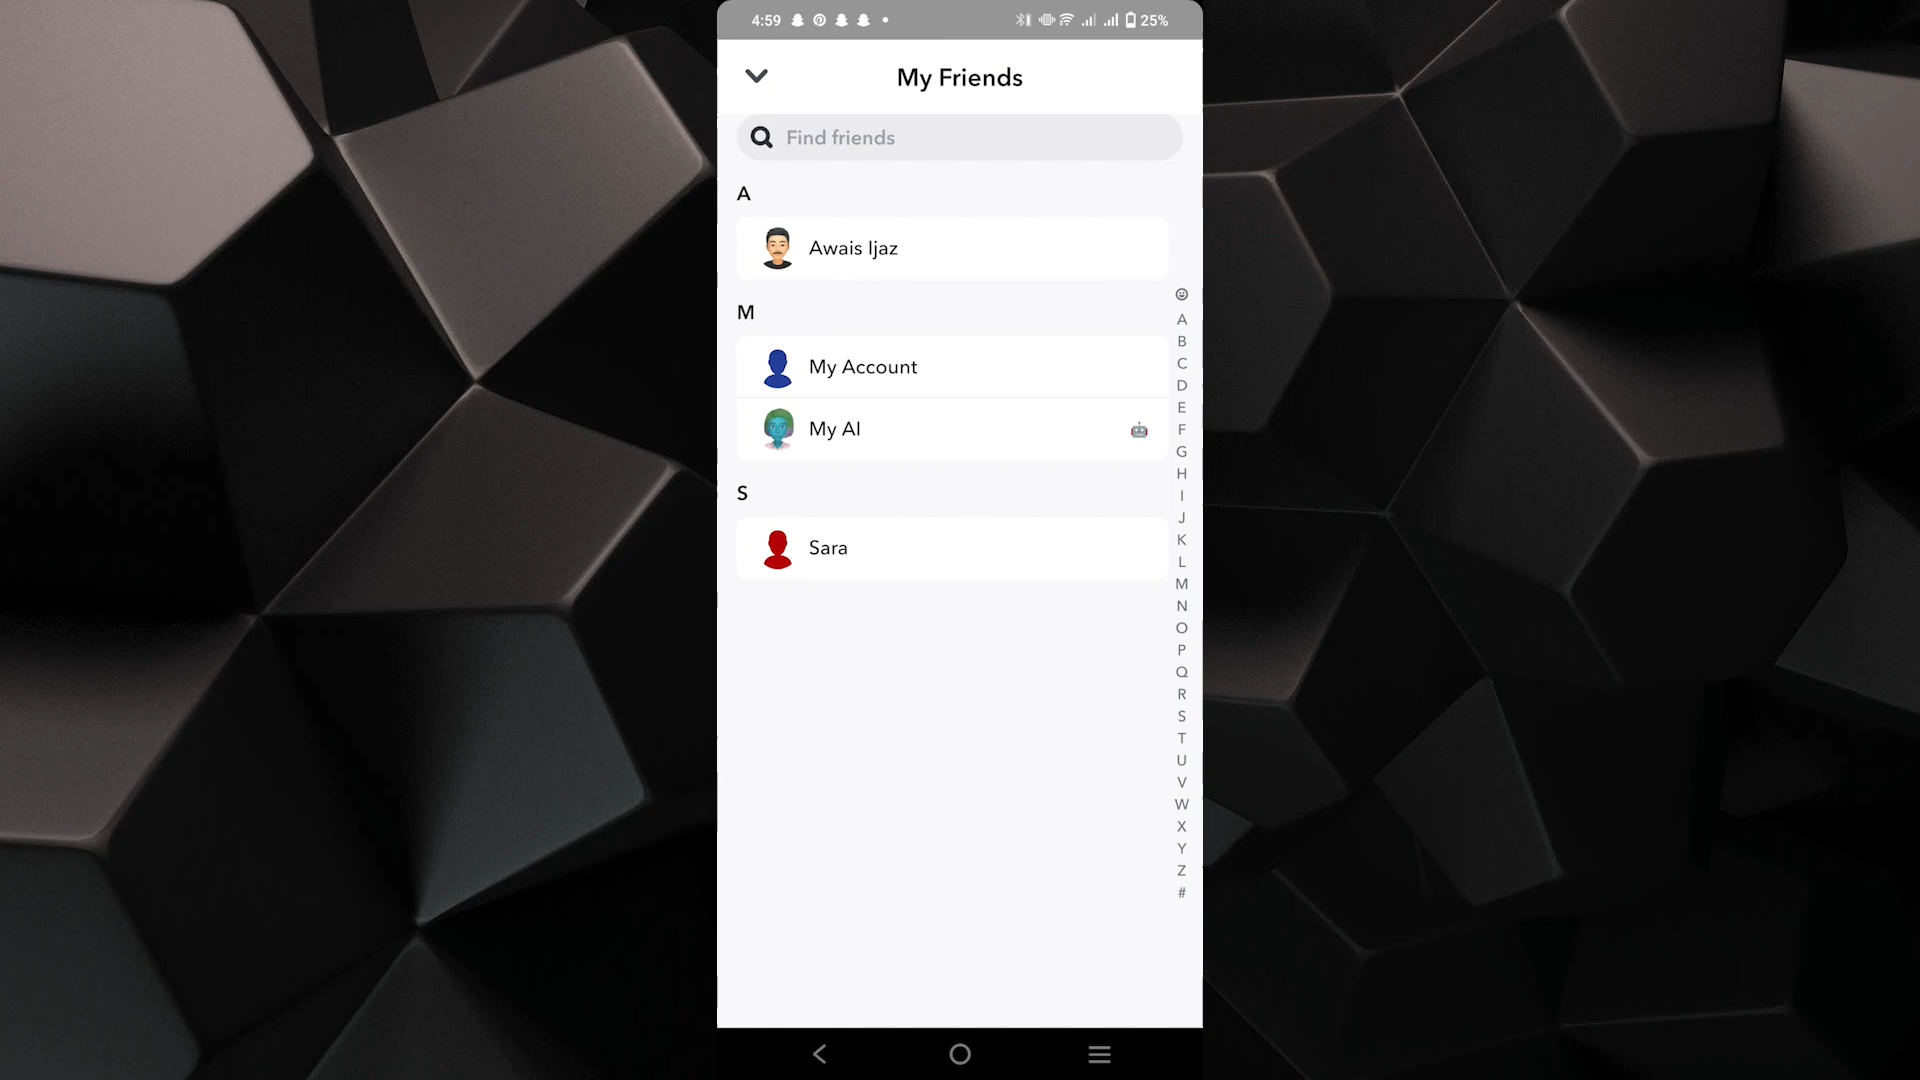 4:59 25%
My Friends
Find friends
A
Awais Ijaz
M
My Account
My AI
S
Sara
A
B
C
D
E
F
G
H
I
J
K
L
M
N
O
P
Q
R
S
T
U
V
W
X
Y
Z
#